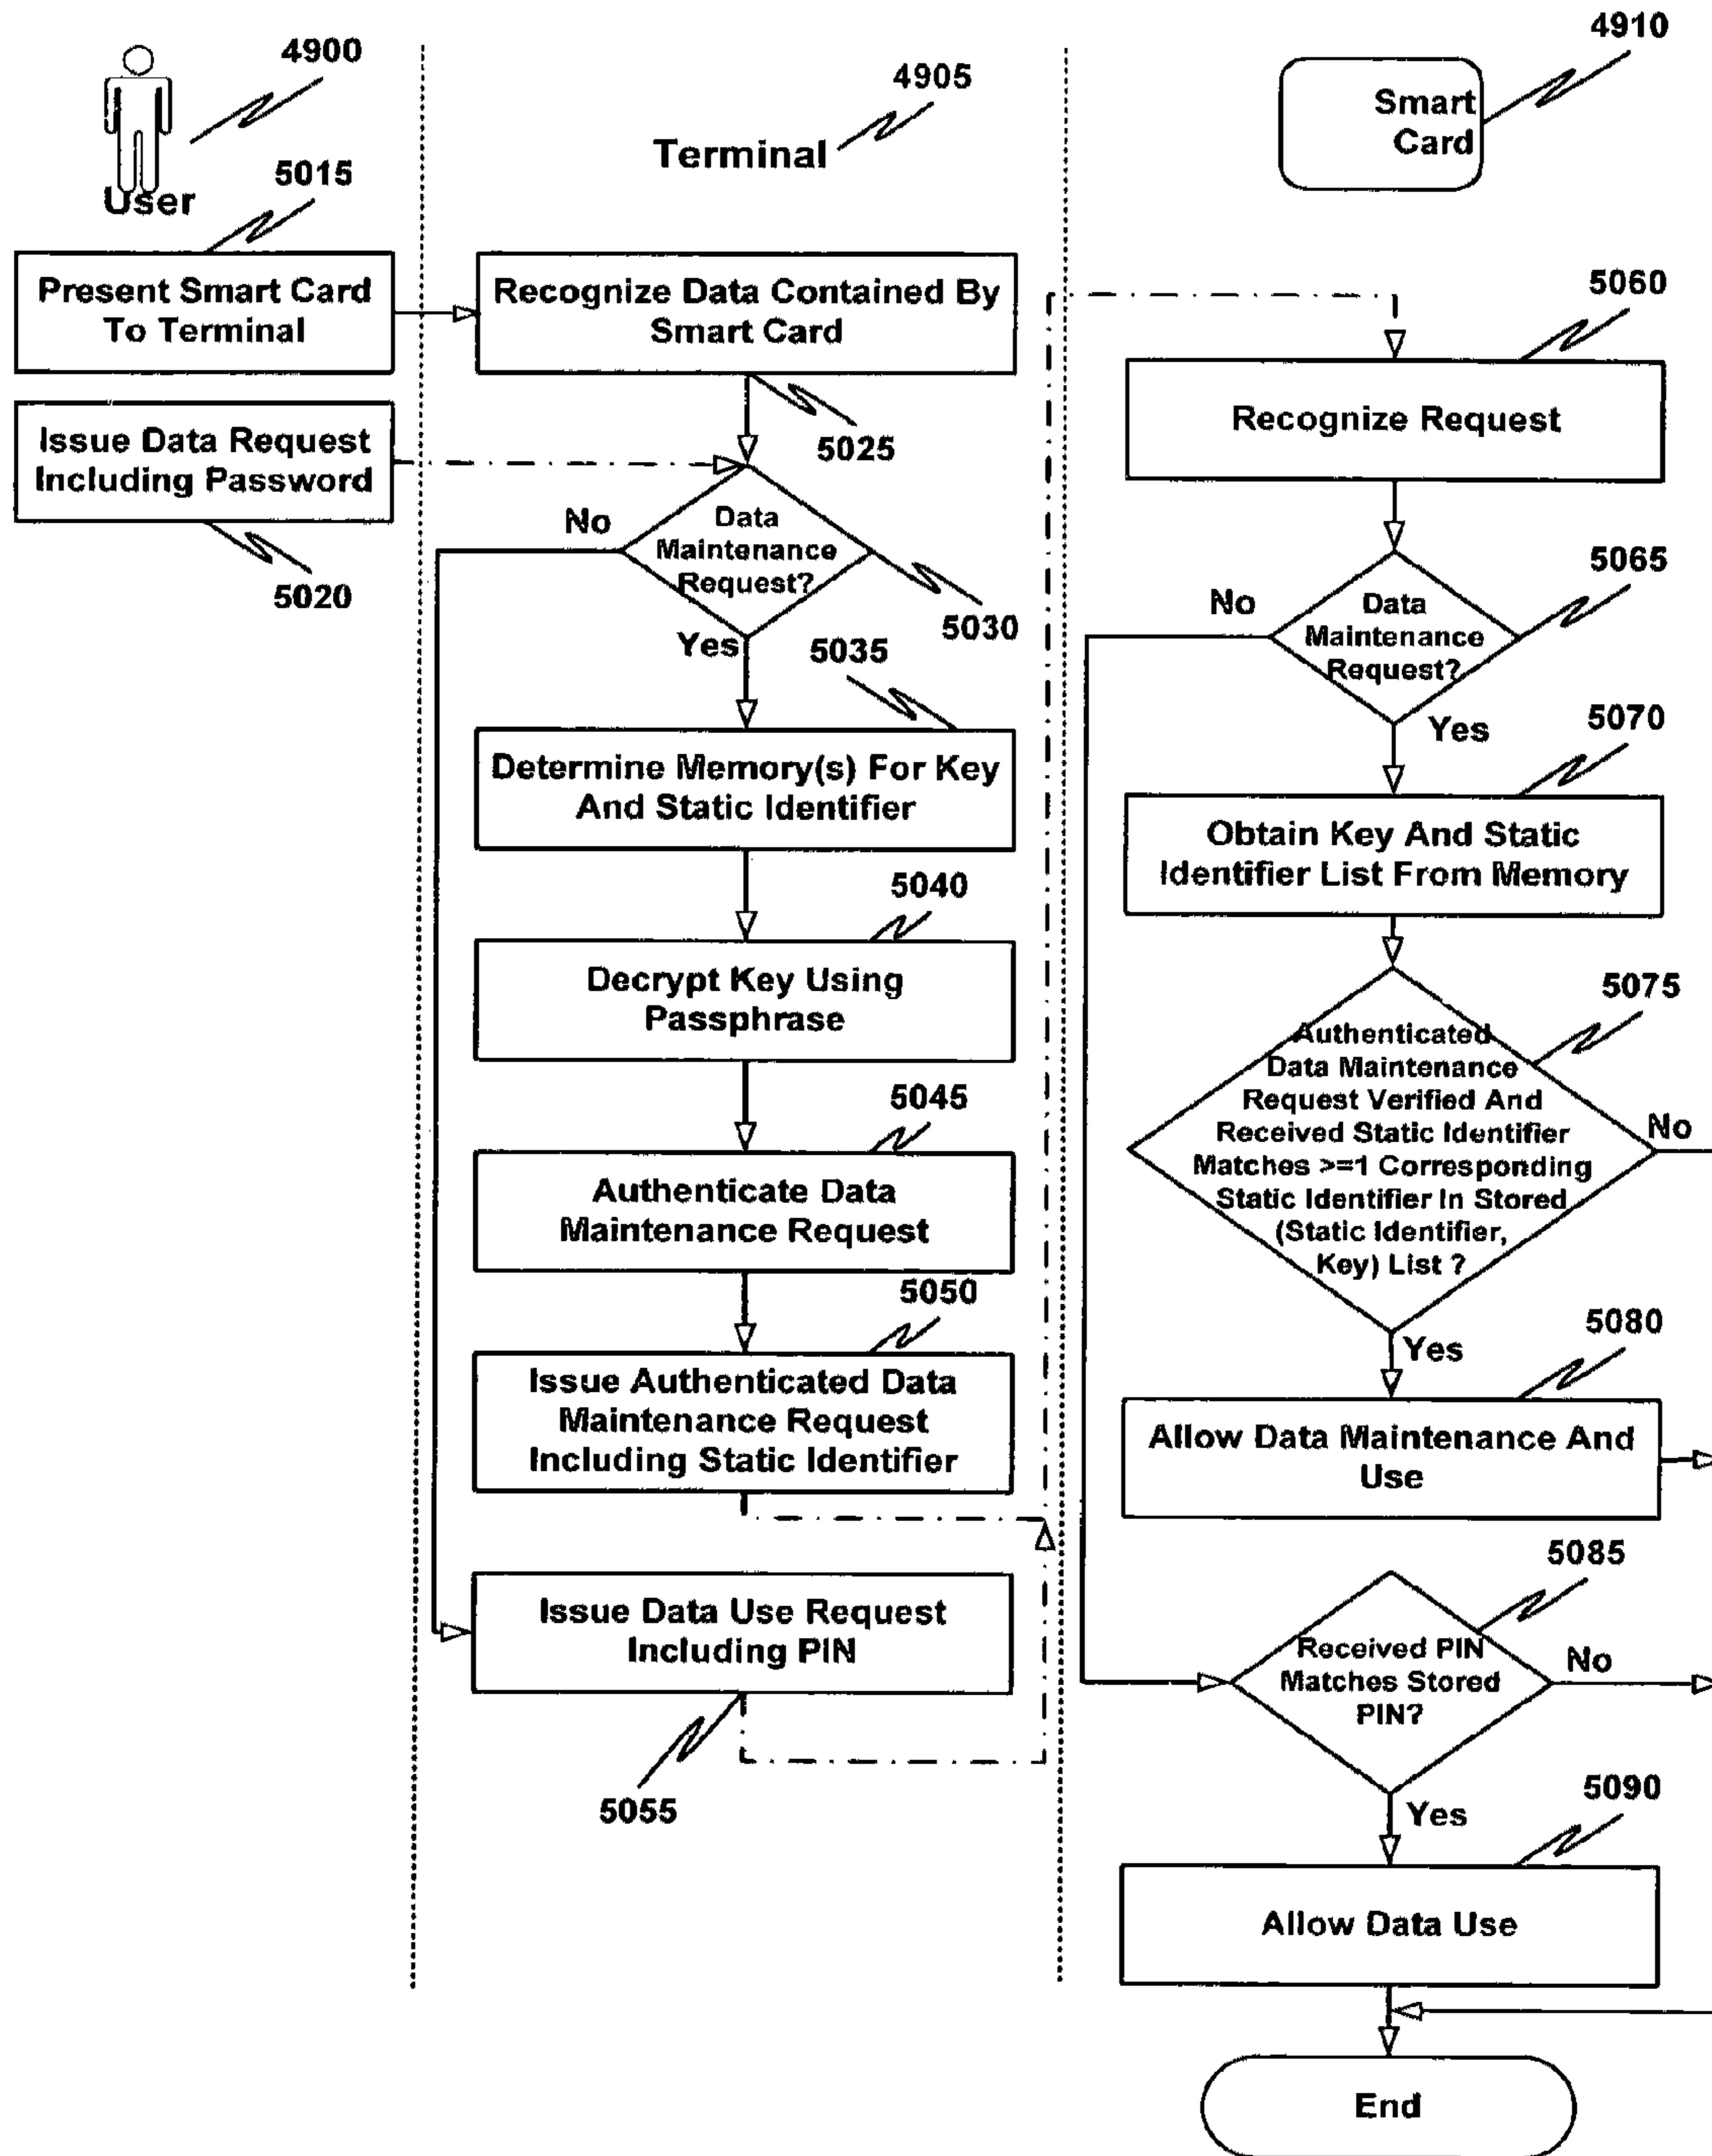 4900
User
4905
Terminal
4910
Smart
Card
5015
Present Smart Card
To Terminal
Issue Data Request
Including Password
5020
Recognize Data Contained By
Smart Card
5025
Data
Maintenance
Request?
No
Yes
5030
5035
Determine Memory(s) For Key
And Static Identifier
5040
Decrypt Key Using
Passphrase
5045
Authenticate Data
Maintenance Request
5050
Issue Authenticated Data
Maintenance Request
Including Static Identifier
Issue Data Use Request
Including PIN
5055
5060
Recognize Request
5065
Data
Maintenance
Request?
No
Yes
5070
Obtain Key And Static
Identifier List From Memory
5075
Authenticated
Data Maintenance
Request Verified And
Received Static Identifier
Matches >=1 Corresponding
Static Identifier In Stored
(Static Identifier,
Key) List ?
No
Yes
5080
Allow Data Maintenance And
Use
5085
Received PIN
Matches Stored
PIN?
No
Yes
5090
Allow Data Use
End